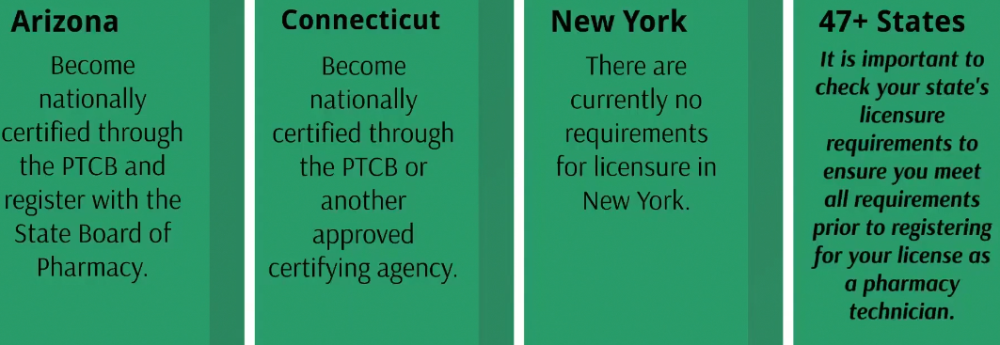 Arizona
Become
nationally
certified through
the PTCB and
register with the
State Board of
Pharmacy.
Connecticut
Become
nationally
certified through
the PTCB or
another
approved
certifying agency.
New York
There are
currently no
requirements
for licensure in
New York.
47+ States
It is important to
check your state's
licensure
requirements to
ensure you meet
all requirements
prior to registering
for your license as
a pharmacy
technician.